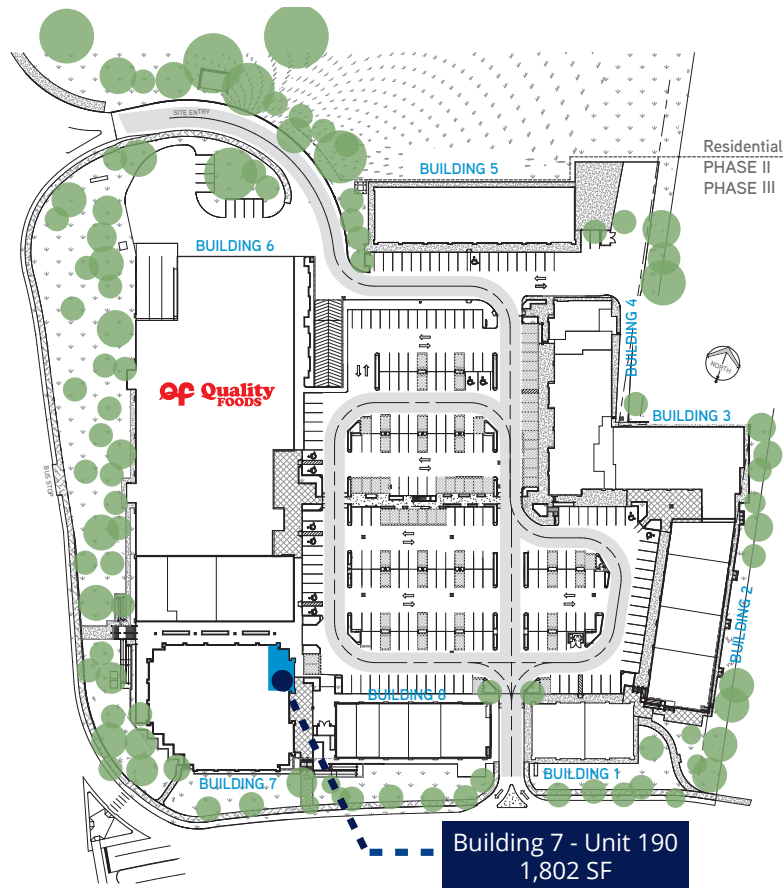 SITE ENTRY
Residential
PHASE II
PHASE III
BUILDING 5
BUILDING 6
BUILDING 4
NORTH
QF Quality
FOODS
BUILDING 3
BUS STOP
BUILDING 2
BUILDING 8
BUILDING 7
BUILDING 1
Building 7 - Unit 190
1,802 SF